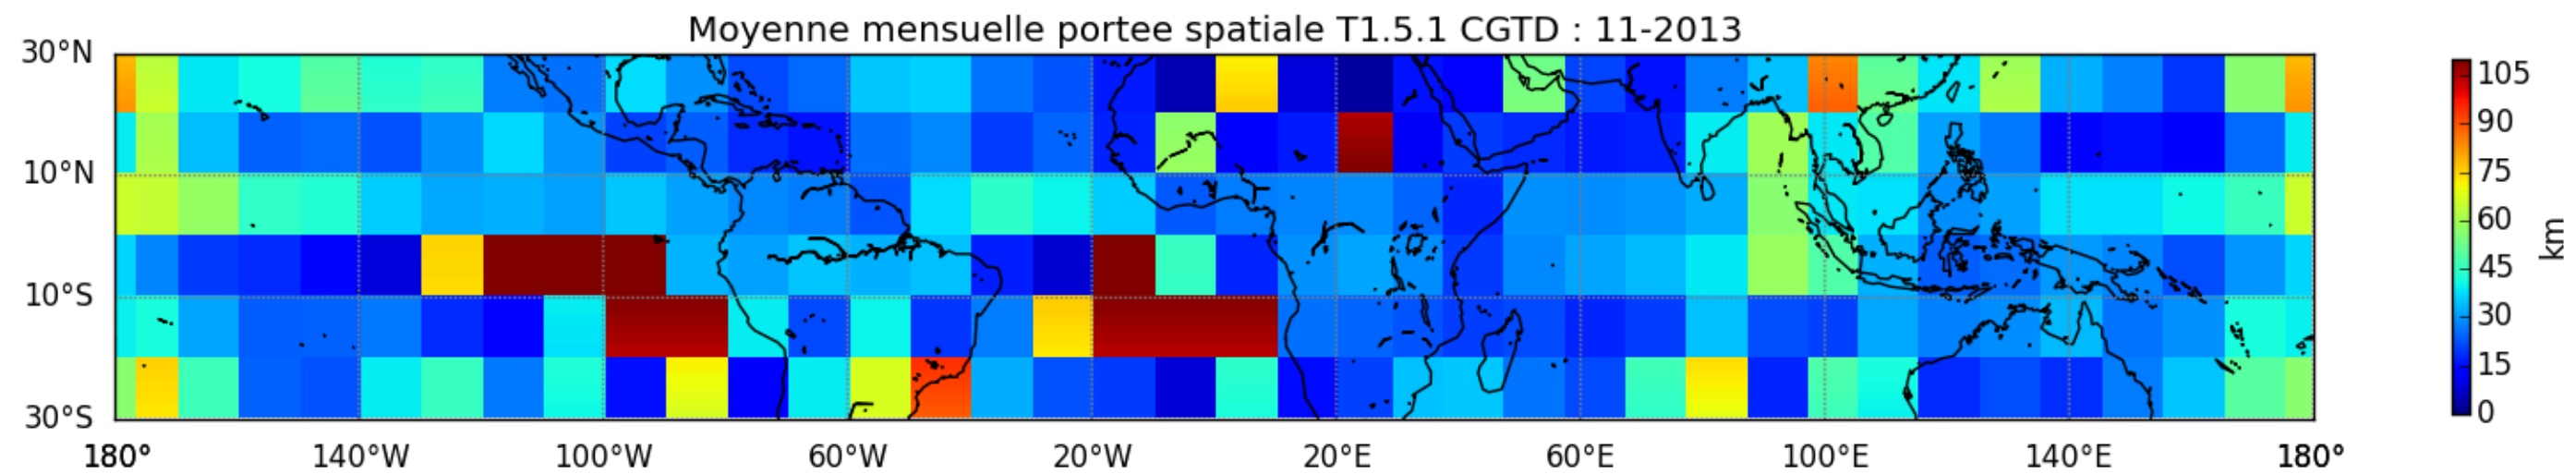 Moyenne mensuelle portee spatiale T1.5.1 CGTD : 11-2013
30°N
10°N
10°S
30°S
180° 140°W 100°W 60°W 20°W 20°E 60°E 100°E 140°E 180°
105
90
75
60
45
30
15
0
km